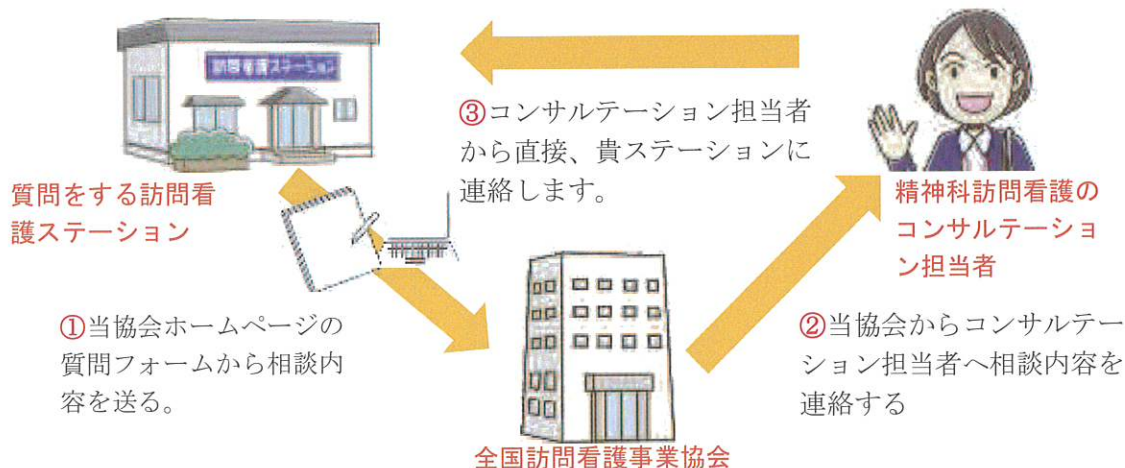 訪問看護ステーション
③コンサルテーション担当者
から直接、貴ステーションに
連絡します。
質問をする訪問看
護ステーション
精神科訪問看護の
コンサルテーショ
ン担当者
①当協会ホームページの
質問フォームから相談内
容を送る。
②当協会からコンサルテー
ション担当者へ相談内容を
連絡する
全国訪問看護事業協会